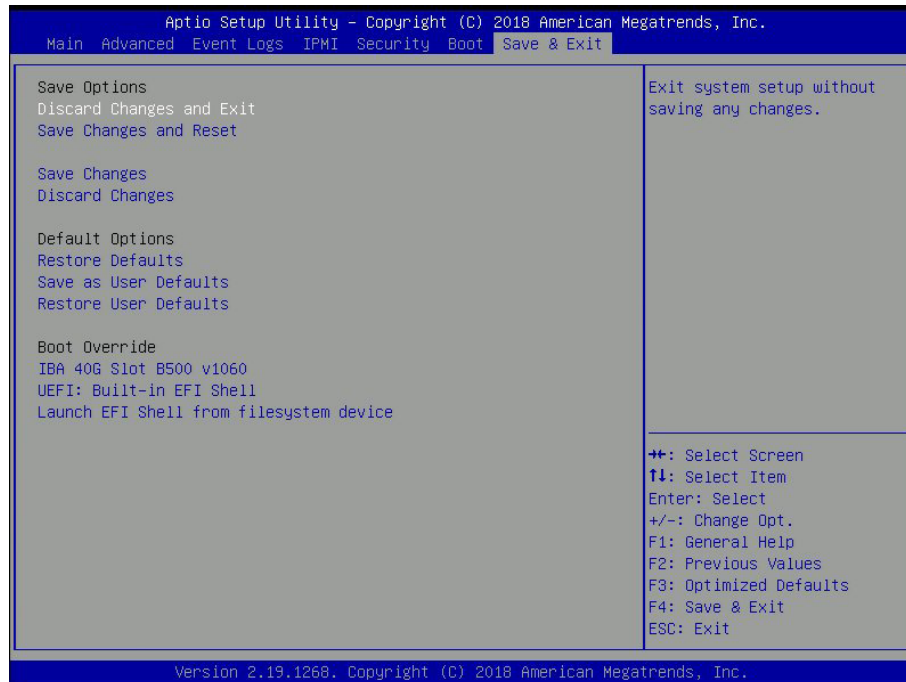 Aptio Setup Utility – Copyright (C) 2018 American Megatrends, Inc.
Main Advanced Event Logs IPMI Security Boot Save & Exit
Save Options
Discard Changes and Exit
Save Changes and Reset
Save Changes
Discard Changes
Default Options
Restore Defaults
Save as User Defaults
Restore User Defaults
Boot Override
IBA 40G Slot B500 v1060
UEFI: Built-in EFI Shell
Launch EFI Shell from filesystem device
Exit system setup without
saving any changes.
→←: Select Screen
↑↓: Select Item
Enter: Select
+/-: Change Opt.
F1: General Help
F2: Previous Values
F3: Optimized Defaults
F4: Save & Exit
ESC: Exit
Version 2.19.1268. Copyright (C) 2018 American Megatrends, Inc.